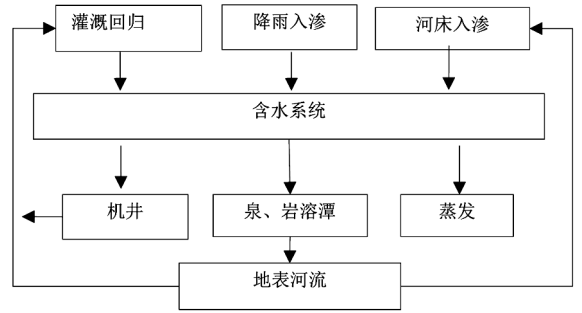 灌溉回归
降雨入渗
河床入渗
含水系统
机井
泉、岩溶潭
蒸发
地表河流